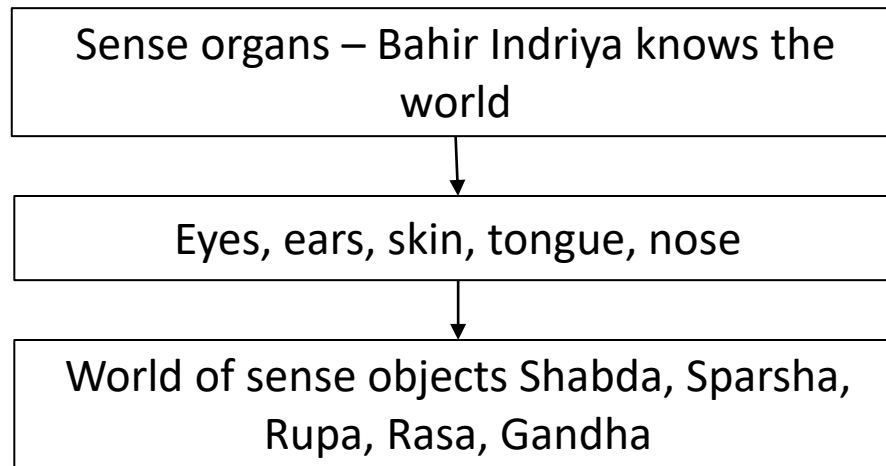 Sense organs – Bahir Indriya knows the
world
Eyes, ears, skin, tongue, nose
World of sense objects Shabda, Sparsha,
Rupa, Rasa, Gandha